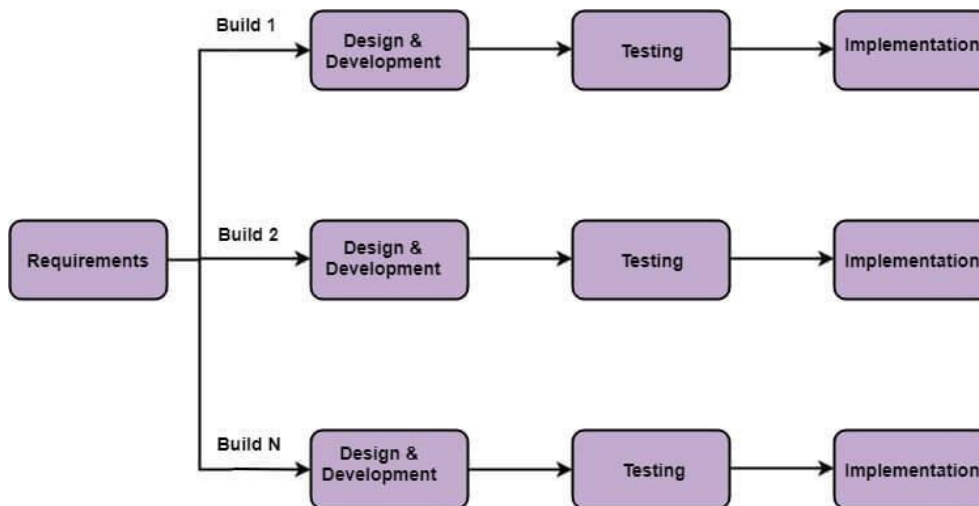 Build 1
Design &
Development
Testing
Implementation
Requirements
Build 2
Design &
Development
Testing
Implementation
Build N
Design &
Development
Testing
Implementation